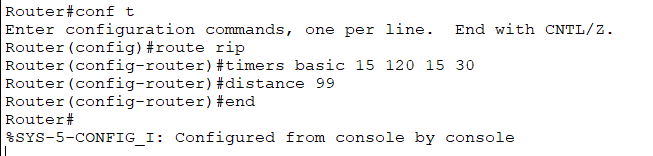 Router#conf t
Enter configuration commands, one per line.  End with CNTL/Z.
Router(config)#route rip
Router(config-router)#timers basic 15 120 15 30
Router(config-router)#distance 99
Router(config-router)#end
Router#
%SYS-5-CONFIG_I: Configured from console by console